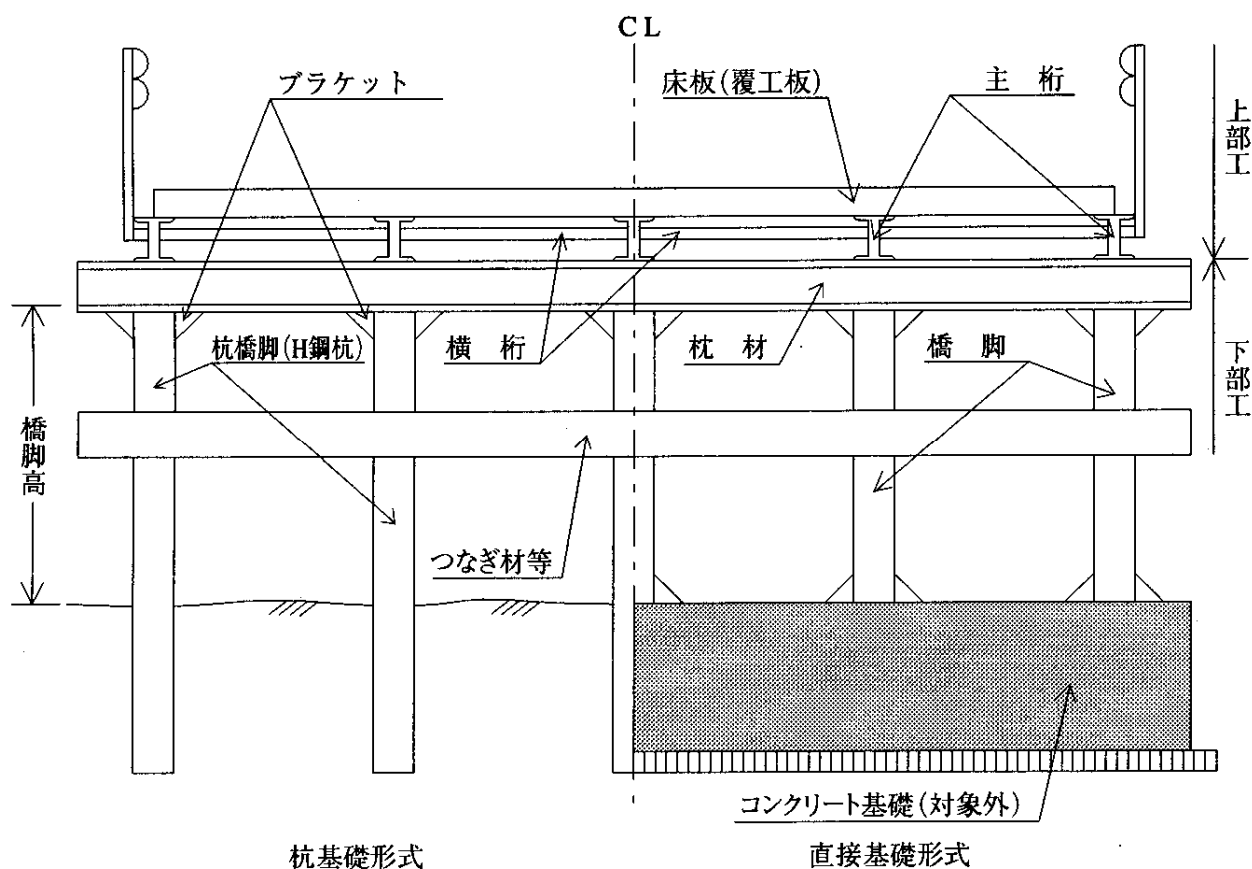 CL
ブラケット
床板(覆工板)
主 桁
上部工
杭橋脚(H鋼杭)
横 桁
枕 材
橋 脚
下部工
橋脚高
つなぎ材等
コンクリート基礎(対象外)
杭基礎形式
直接基礎形式